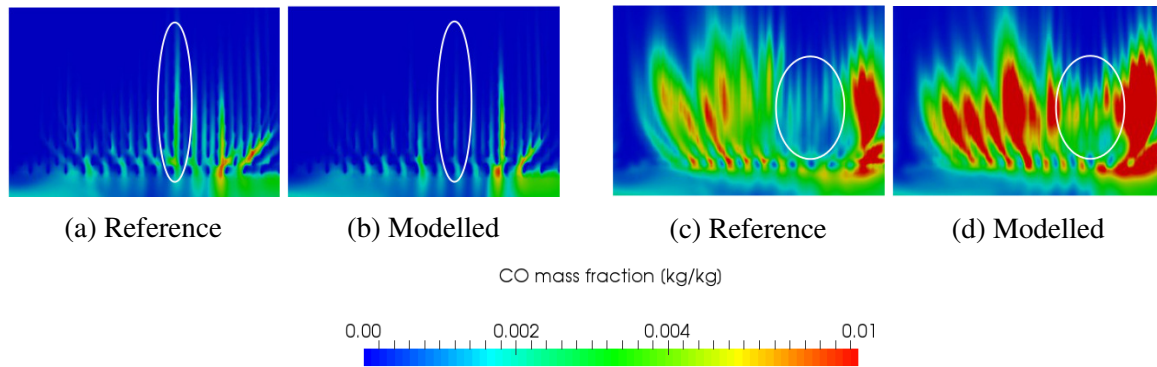 (a) Reference
(b) Modelled
(c) Reference
(d) Modelled
CO mass fraction (kg/kg)
0.00 0.002 0.004 0.01